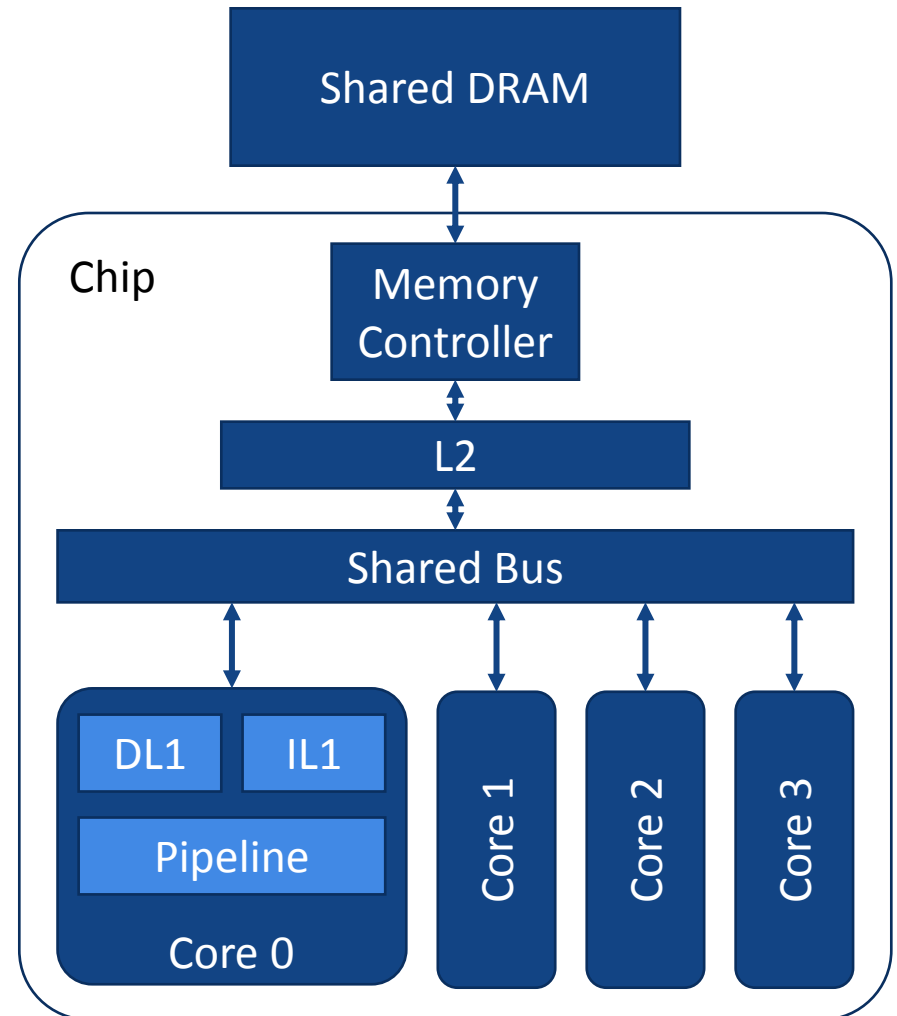 Shared DRAM
Chip
Memory
Controller
L2
Shared Bus
DL1
IL1
Pipeline
Core 0
Core 1
Core 2
Core 3